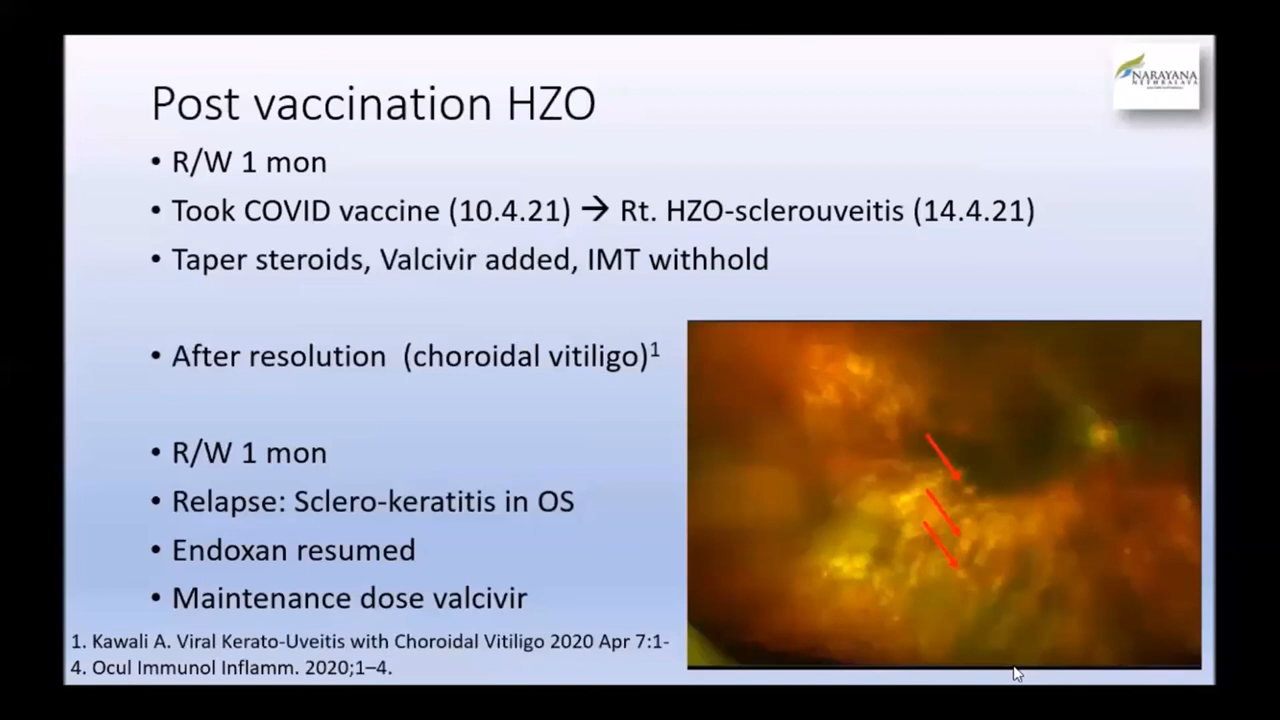 NARAYANA
NETHRALAYA
Post vaccination HZO
• R/W 1 mon
• Took COVID vaccine (10.4.21) → Rt. HZO-sclerouveitis (14.4.21)
• Taper steroids, Valcivir added, IMT withhold
• After resolution (choroidal vitiligo)¹
• R/W 1 mon
• Relapse: Sclero-keratitis in OS
• Endoxan resumed
• Maintenance dose valcivir
1. Kawali A. Viral Kerato-Uveitis with Choroidal Vitiligo 2020 Apr 7:1-
4. Ocul Immunol Inflamm. 2020;1–4.